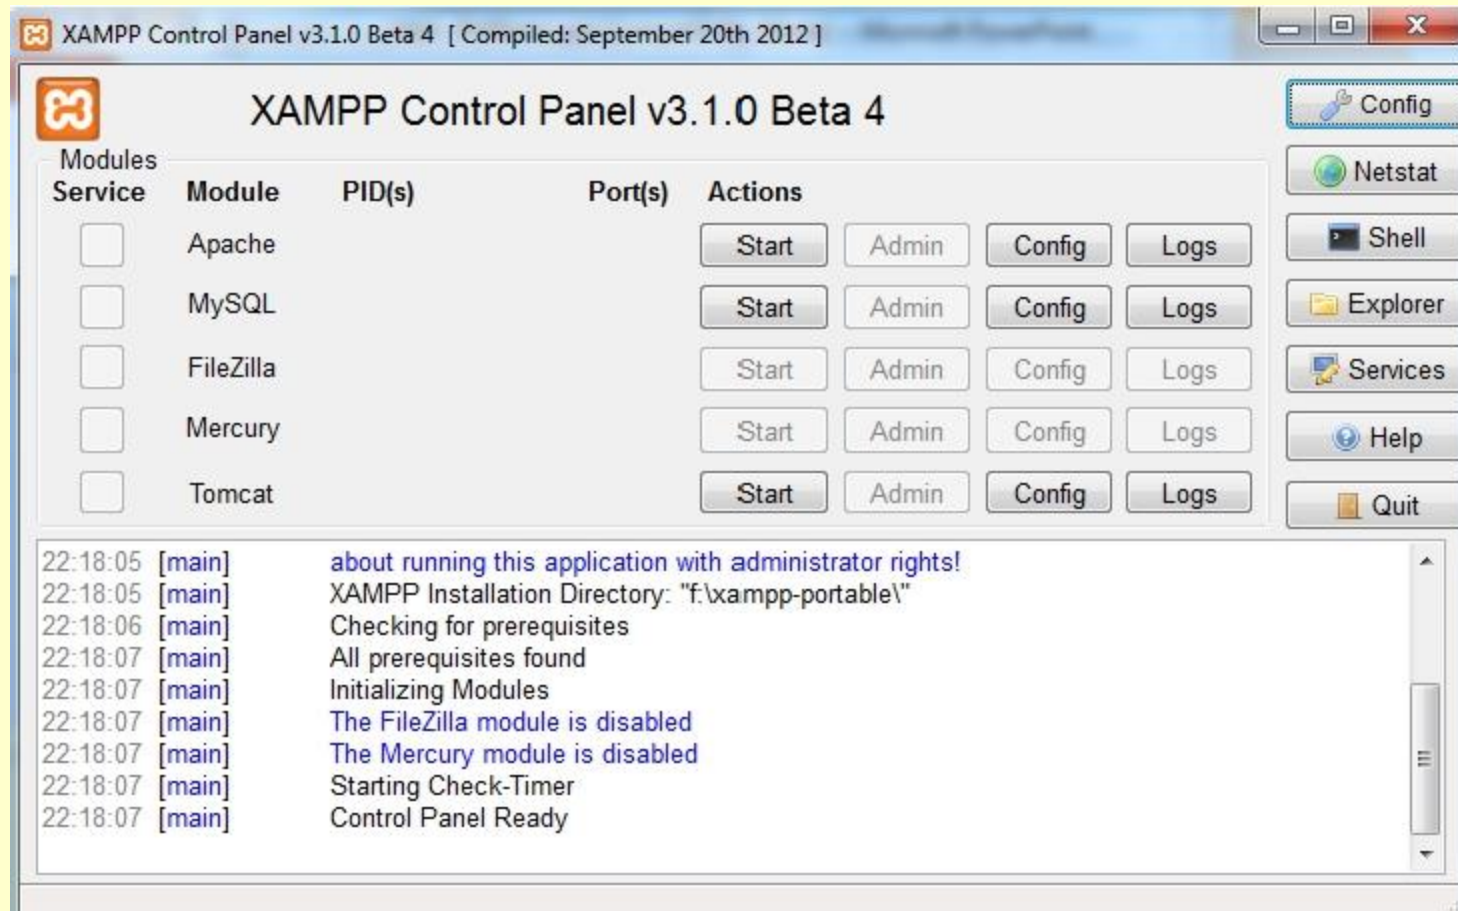 XAMPP Control Panel v3.1.0 Beta 4 [ Compiled: September 20th 2012 ]
XAMPP Control Panel v3.1.0 Beta 4
Config
Modules
Service Module PID(s) Port(s) Actions
Netstat
Apache Start Admin Config Logs
Shell
MySQL Start Admin Config Logs
Explorer
FileZilla Start Admin Config Logs
Services
Mercury Start Admin Config Logs
Help
Tomcat Start Admin Config Logs
Quit
22:18:05 [main] about running this application with administrator rights!
22:18:05 [main] XAMPP Installation Directory: "f:\xampp-portable\"
22:18:06 [main] Checking for prerequisites
22:18:07 [main] All prerequisites found
22:18:07 [main] Initializing Modules
22:18:07 [main] The FileZilla module is disabled
22:18:07 [main] The Mercury module is disabled
22:18:07 [main] Starting Check-Timer
22:18:07 [main] Control Panel Ready